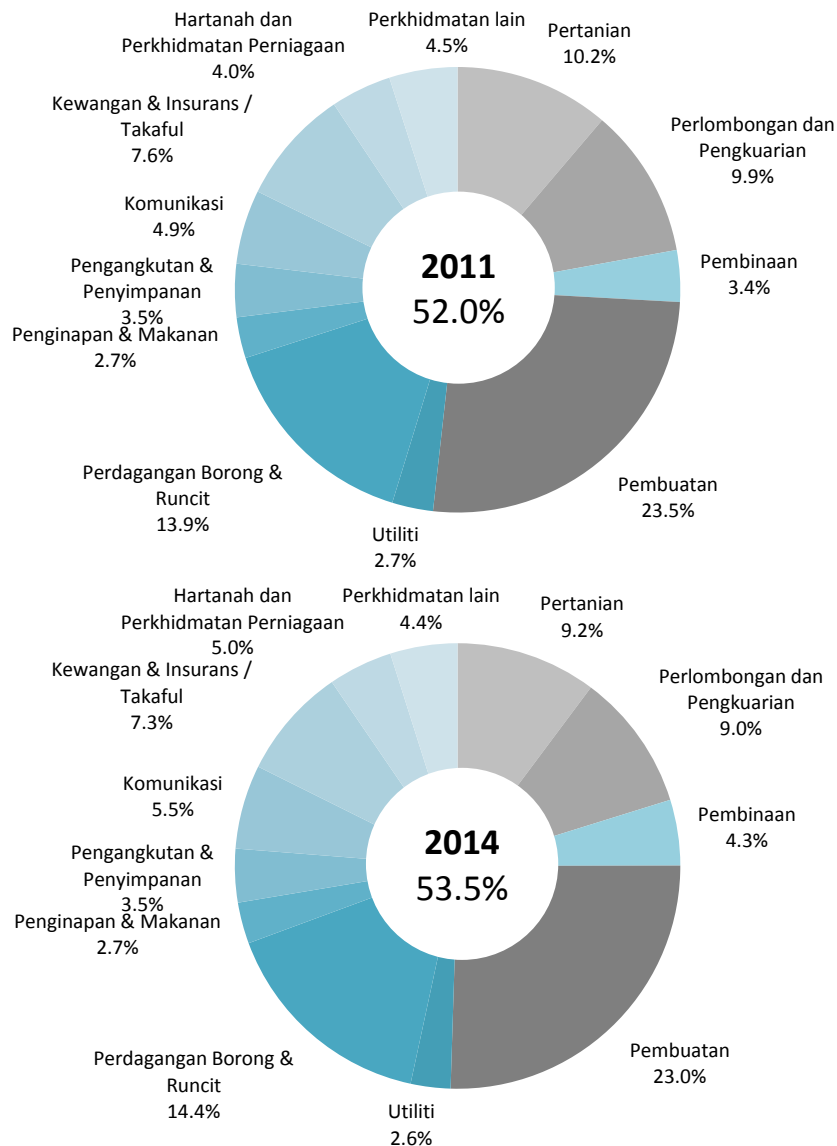 Hartanah dan
Perkhidmatan Perniagaan
4.0%
Perkhidmatan lain
4.5%
Pertanian
10.2%
Kewangan & Insurans /
Takaful
7.6%
Perlombongan dan
Pengkuarian
9.9%
Komunikasi
4.9%
Pengangkutan &
Penyimpanan
3.5%
2011
52.0%
Pembinaan
3.4%
Penginapan & Makanan
2.7%
Perdagangan Borong &
Runcit
13.9%
Utiliti
2.7%
Pembuatan
23.5%
Hartanah dan
Perkhidmatan Perniagaan
5.0%
Perkhidmatan lain
4.4%
Pertanian
9.2%
Kewangan & Insurans /
Takaful
7.3%
Perlombongan dan
Pengkuarian
9.0%
Komunikasi
5.5%
Pengangkutan &
Penyimpanan
3.5%
2014
53.5%
Pembinaan
4.3%
Penginapan & Makanan
2.7%
Perdagangan Borong &
Runcit
14.4%
Utiliti
2.6%
Pembuatan
23.0%